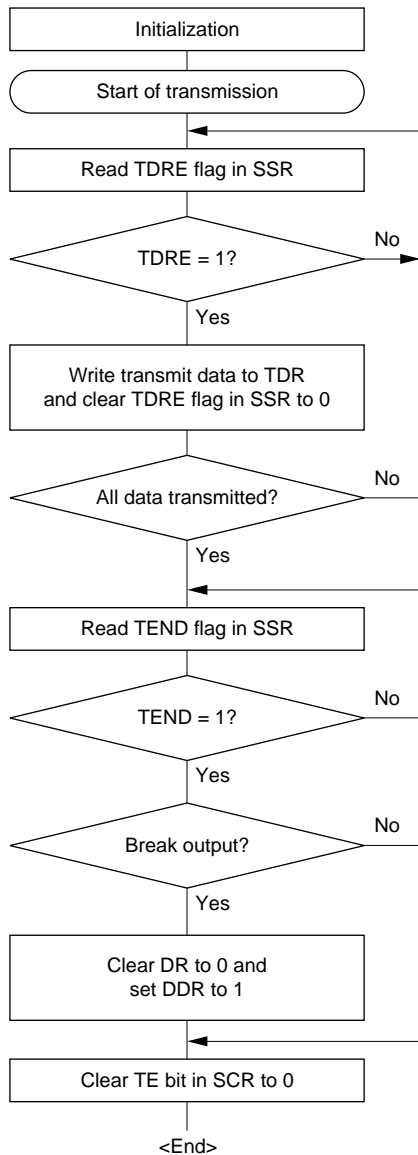 Initialization
Start of transmission
Read TDRE flag in SSR
TDRE = 1?
No
Yes
Write transmit data to TDR
and clear TDRE flag in SSR to 0
All data transmitted?
No
Yes
Read TEND flag in SSR
TEND = 1?
No
Yes
Break output?
No
Yes
Clear DR to 0 and
set DDR to 1
Clear TE bit in SCR to 0
<End>